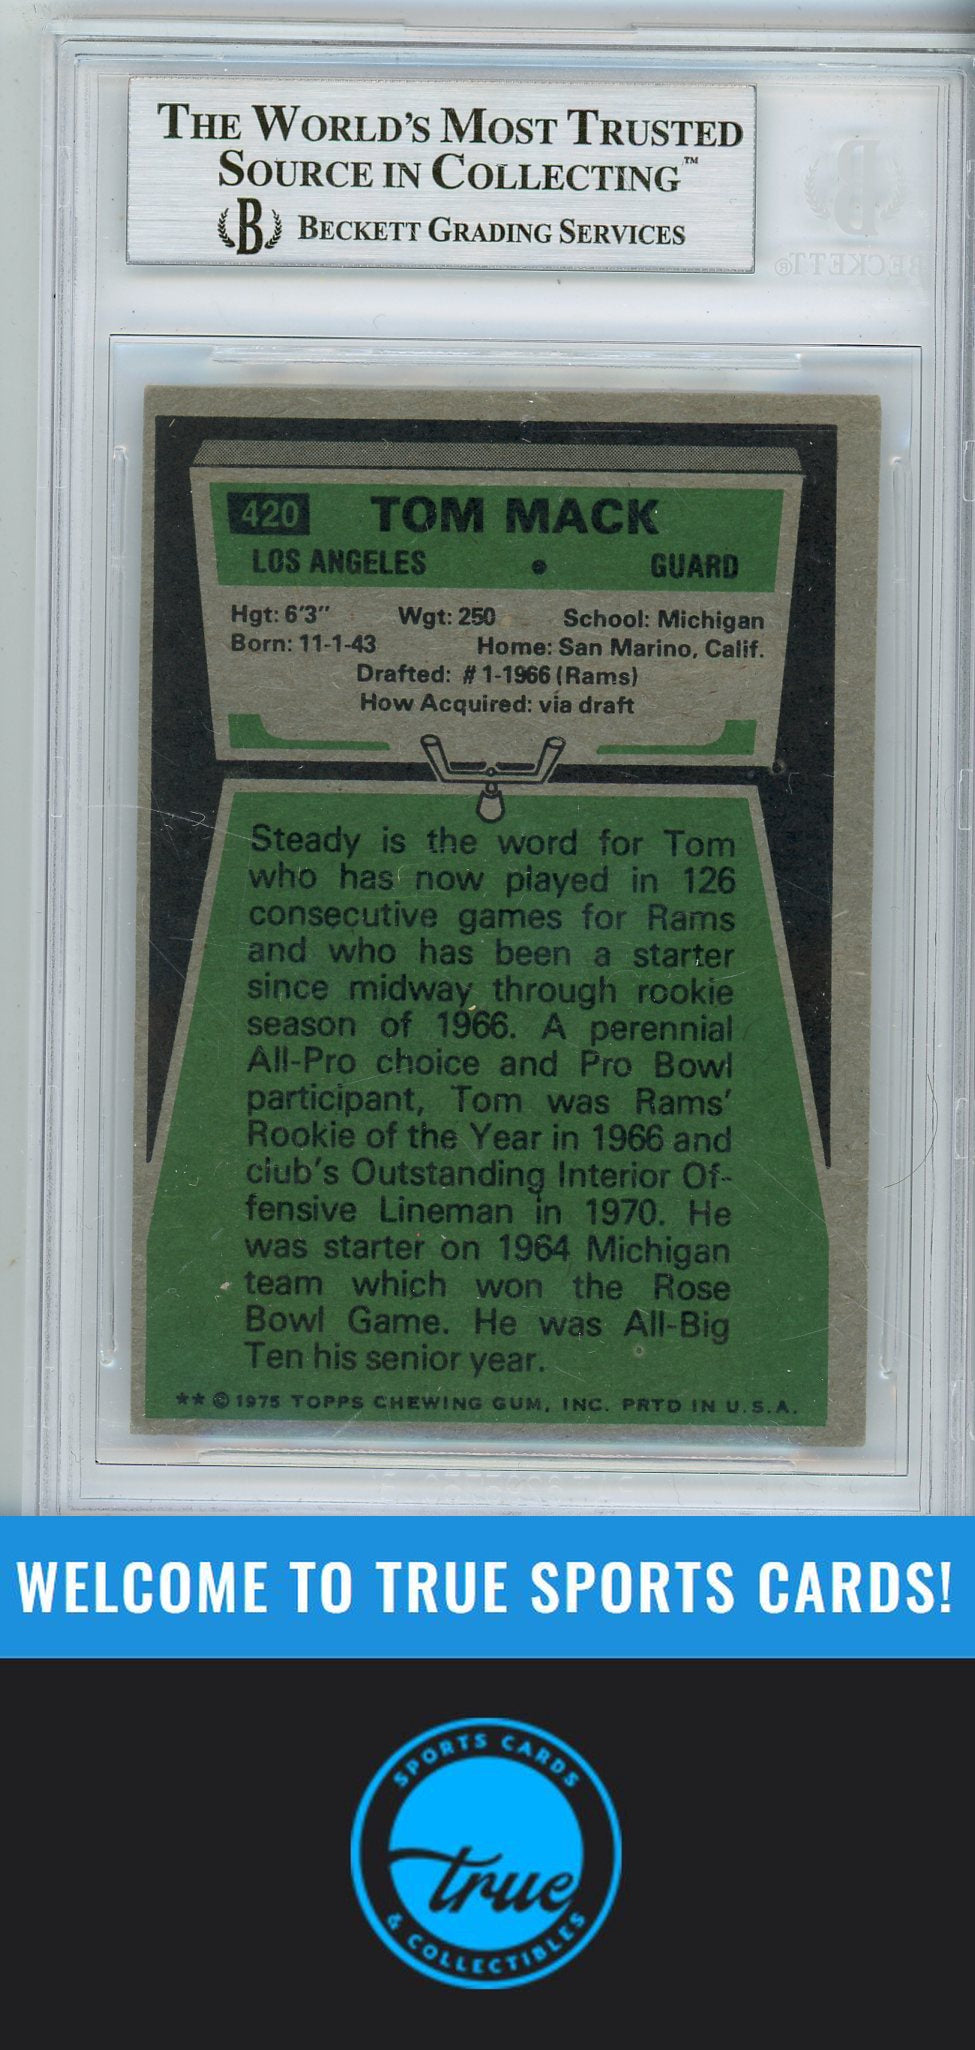 THE WORLD'S MOST TRUSTED
SOURCE IN COLLECTING™
B BECKETT GRADING SERVICES
B
BECKETT®
420 TOM MACK
LOS ANGELES • GUARD
Hgt: 6'3" Wgt: 250 School: Michigan
Born: 11-1-43 Home: San Marino, Calif.
Drafted: #1-1966 (Rams)
How Acquired: via draft
Steady is the word for Tom
who has now played in 126
consecutive games for Rams
and who has been a starter
since midway through rookie
season of 1966. A perennial
All-Pro choice and Pro Bowl
participant, Tom was Rams'
Rookie of the Year in 1966 and
club's Outstanding Interior Of-
fensive Lineman in 1970. He
was starter on 1964 Michigan
team which won the Rose
Bowl Game. He was All-Big
Ten his senior year.
** © 1975 TOPPS CHEWING GUM, INC. PRTD IN U.S.A.
WELCOME TO TRUE SPORTS CARDS!
SPORTS CARDS
true
& COLLECTIBLES